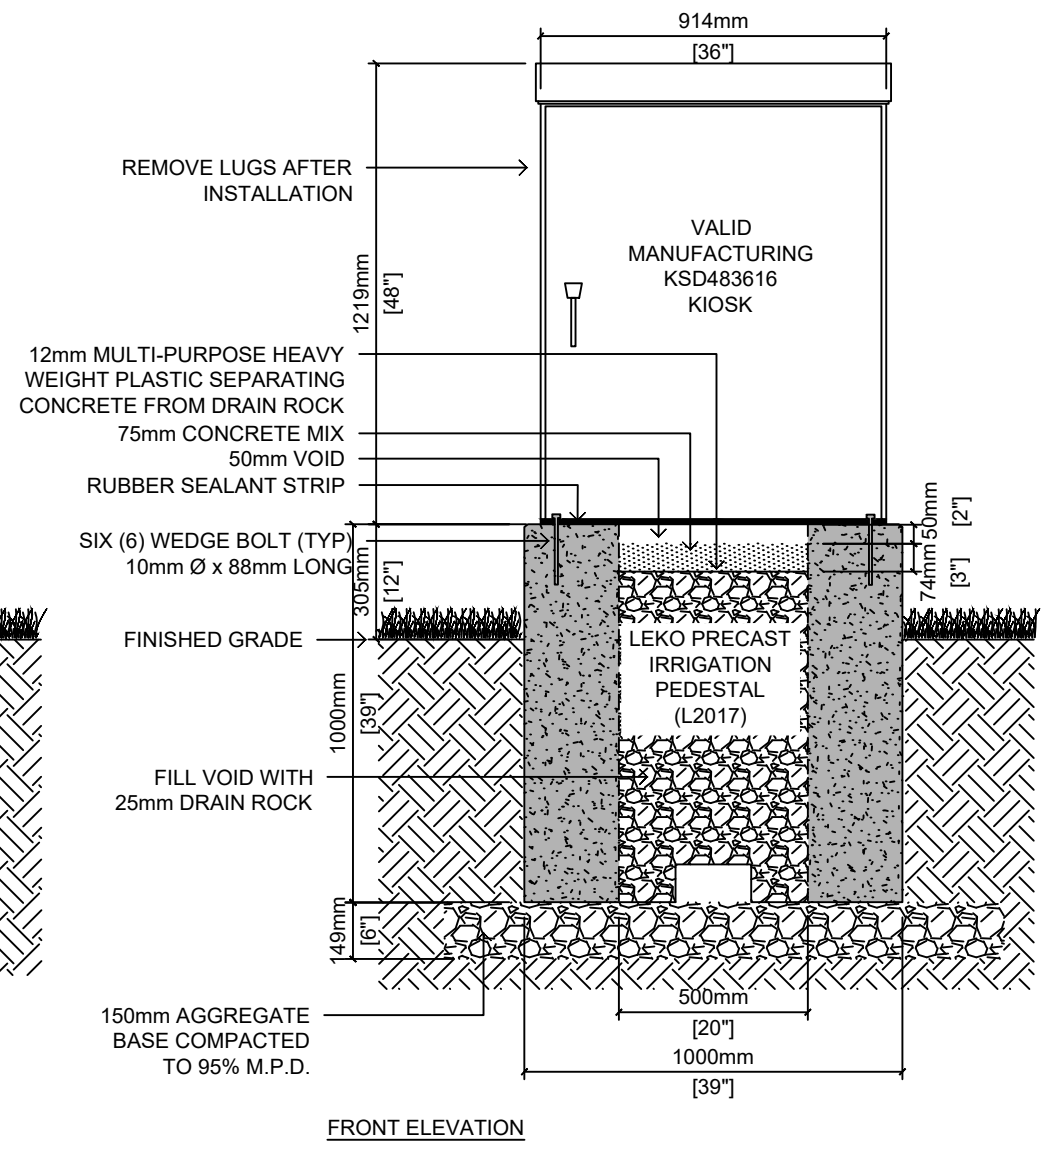 914mm
[36"]
REMOVE LUGS AFTER
INSTALLATION
VALID
MANUFACTURING
KSD483616
KIOSK
1219mm
[48"]
12mm MULTI-PURPOSE HEAVY
WEIGHT PLASTIC SEPARATING
CONCRETE FROM DRAIN ROCK
75mm CONCRETE MIX
50mm VOID
RUBBER SEALANT STRIP
SIX (6) WEDGE BOLT (TYP)
10mm Ø x 88mm LONG
50mm
[2"]
74mm
[3"]
305mm
[12"]
FINISHED GRADE
LEKO PRECAST
IRRIGATION
PEDESTAL
(L2017)
1000mm
[39"]
FILL VOID WITH
25mm DRAIN ROCK
49mm
[6"]
150mm AGGREGATE
BASE COMPACTED
TO 95% M.P.D.
500mm
[20"]
1000mm
[39"]
FRONT ELEVATION